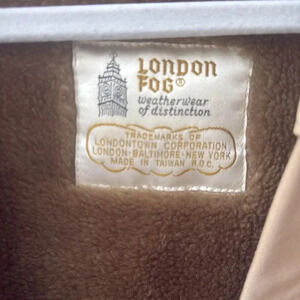 LONDON
FOG®
weatherwear
of distinction
TRADEMARKS OF
LONDONTOWN CORPORATION
LONDON·BALTIMORE·NEW YORK
MADE IN TAIWAN R.O.C.